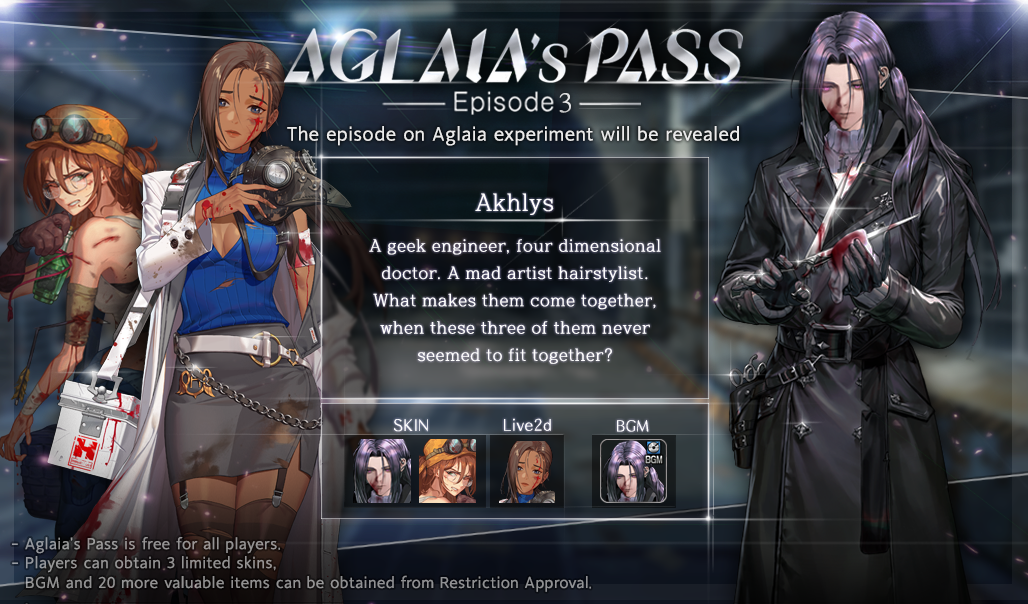 AGLAIA's PASS
Episode 3
The episode on Aglaia experiment will be revealed
Akhlys
A geek engineer, four dimensional
doctor. A mad artist hairstylist.
What makes them come together,
when these three of them never
seemed to fit together?
SKIN
Live2d
BGM
BGM
- Aglaia's Pass is free for all players.
- Players can obtain 3 limited skins,
BGM and 20 more valuable items can be obtained from Restriction Approval.